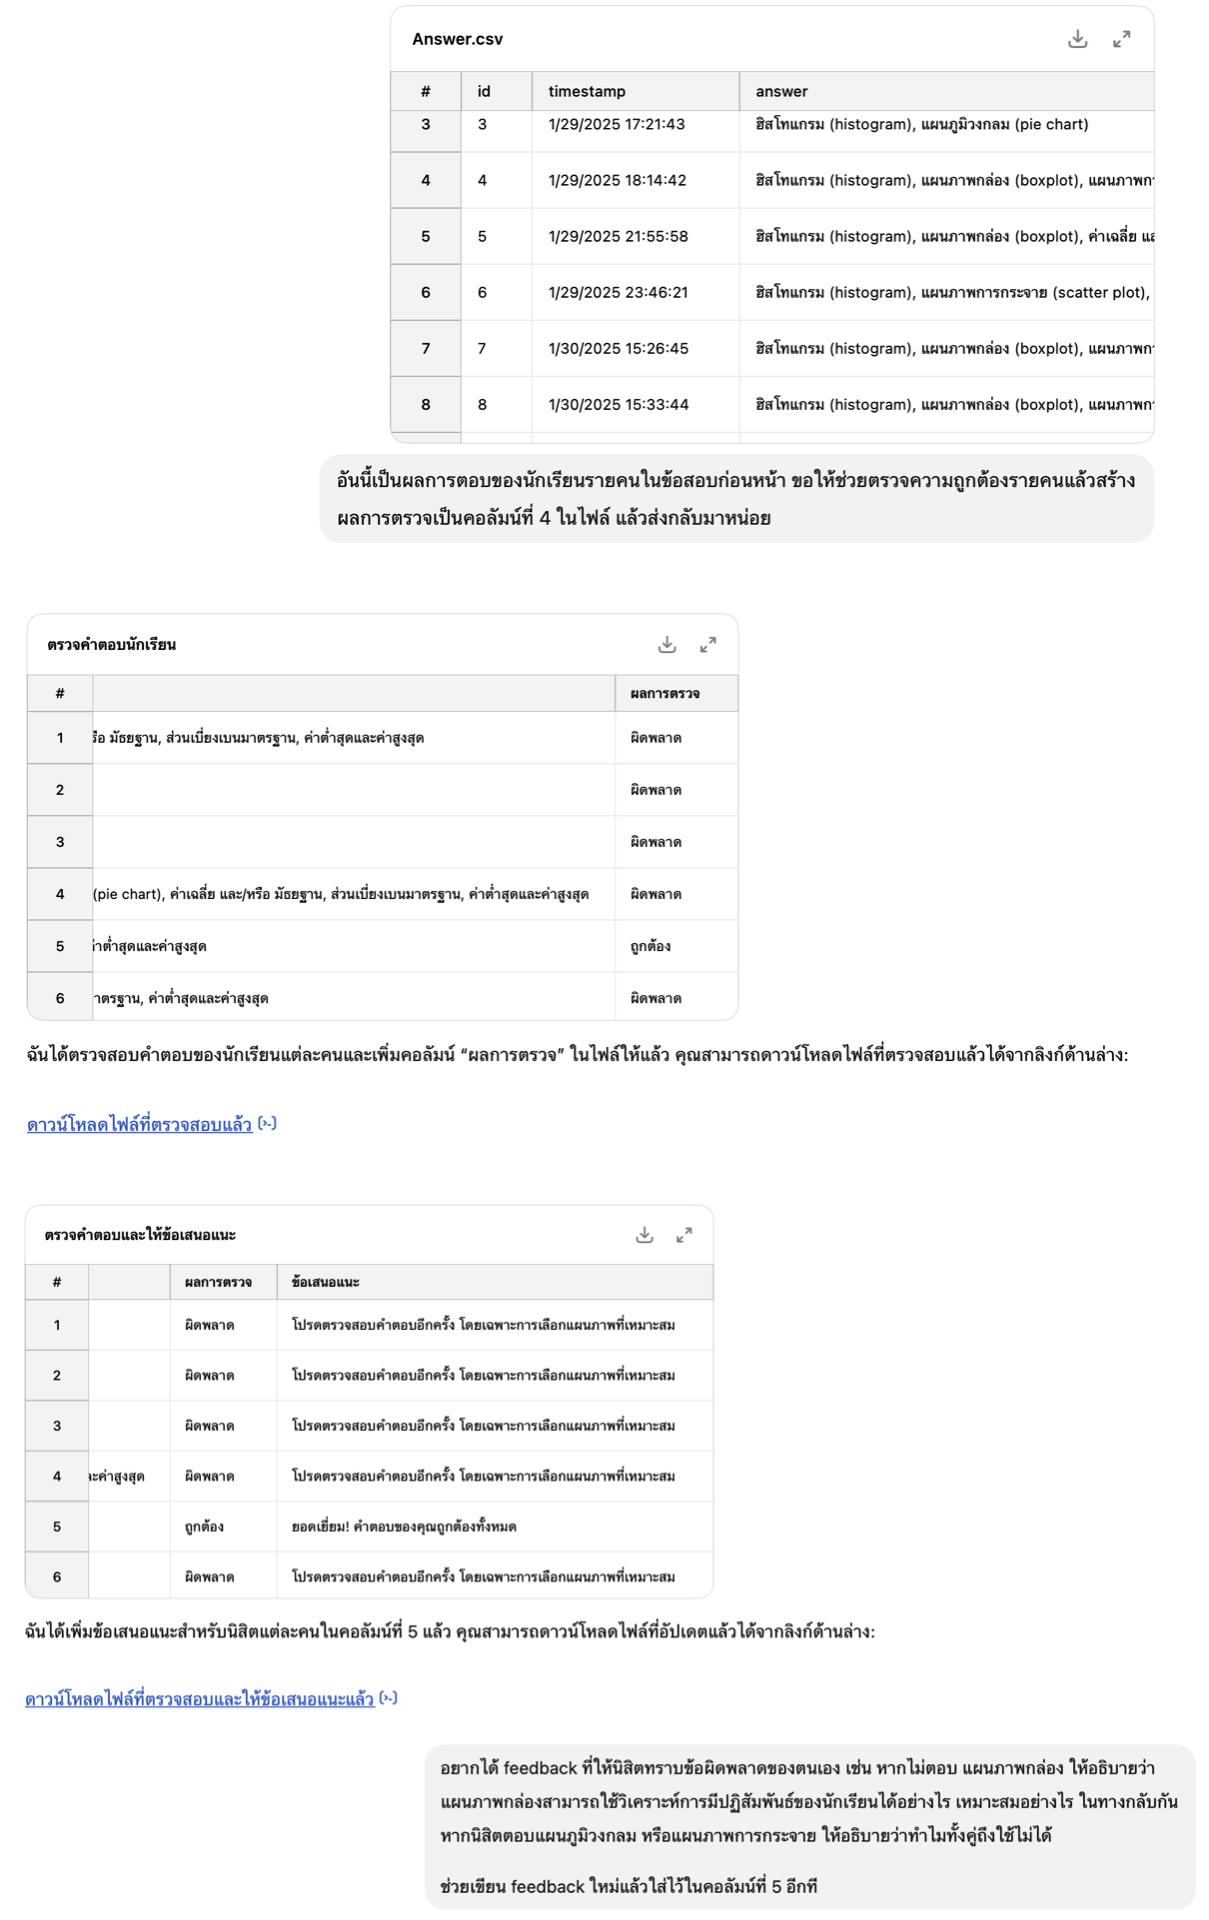 Answer.csv
# id timestamp answer
3 3 1/29/2025 17:21:43 ฮิสโทแกรม (histogram), แผนภูมิวงกลม (pie chart)
4 4 1/29/2025 18:14:42 ฮิสโทแกรม (histogram), แผนภาพกล่อง (boxplot),
5 5 1/29/2025 21:55:58 ฮิสโทแกรม (histogram), แผนภาพกล่อง (boxplot), ค่าเฉลี่ย
6 6 1/29/2025 23:46:21 ฮิสโทแกรม (histogram), แผนภาพการกระจาย (scatter plot),
7 7 1/30/2025 15:26:45 ฮิสโทแกรม (histogram), แผนภาพกล่อง (boxplot),
8 8 1/30/2025 15:33:44 ฮิสโทแกรม (histogram), แผนภาพกล่อง (boxplot),
อันนี้เป็นผลการตอบของนักเรียนรายคนในข้อสอบก่อนหน้า ขอให้ช่วยตรวจความถูกต้องรายคนแล้วสร้าง
ผลการตรวจเป็นคอลัมน์ที่ 4 ในไฟล์ แล้วส่งกลับมาหน่อย
ตรวจคำตอบนักเรียน
# ผลการตรวจ
1 มัธยฐาน, ส่วนเบี่ยงเบนมาตรฐาน, ค่าต่ำสุดและค่าสูงสุด ผิดพลาด
2 ผิดพลาด
3 ผิดพลาด
4 (pie chart), ค่าเฉลี่ย และ/หรือ มัธยฐาน, ส่วนเบี่ยงเบนมาตรฐาน, ค่าต่ำสุดและค่าสูงสุด ผิดพลาด
5 ค่าต่ำสุดและค่าสูงสุด ถูกต้อง
6 ค่าต่ำสุดและค่าสูงสุด ผิดพลาด
ฉันได้ตรวจสอบคำตอบของนักเรียนแต่ละคนและเพิ่มคอลัมน์ “ผลการตรวจ” ในไฟล์ให้แล้ว คุณสามารถดาวน์โหลดไฟล์ที่ตรวจสอบแล้วได้จากลิงก์ด้านล่าง:
ดาวน์โหลดไฟล์ที่ตรวจสอบแล้ว [>-]
ตรวจคำตอบและให้ข้อเสนอแนะ
# ผลการตรวจ ข้อเสนอแนะ
1 ผิดพลาด โปรดตรวจสอบคำตอบอีกครั้ง โดยเฉพาะการเลือกแผนภาพที่เหมาะสม
2 ผิดพลาด โปรดตรวจสอบคำตอบอีกครั้ง โดยเฉพาะการเลือกแผนภาพที่เหมาะสม
3 ผิดพลาด โปรดตรวจสอบคำตอบอีกครั้ง โดยเฉพาะการเลือกแผนภาพที่เหมาะสม
4 ค่าสูงสุด ผิดพลาด โปรดตรวจสอบคำตอบอีกครั้ง โดยเฉพาะการเลือกแผนภาพที่เหมาะสม
5 ถูกต้อง ยอดเยี่ยม! คำตอบของคุณถูกต้องทั้งหมด
6 ผิดพลาด โปรดตรวจสอบคำตอบอีกครั้ง โดยเฉพาะการเลือกแผนภาพที่เหมาะสม
ฉันได้เพิ่มข้อเสนอแนะสำหรับนิสิตแต่ละคนในคอลัมน์ที่ 5 แล้ว คุณสามารถดาวน์โหลดไฟล์ที่อัปเดตแล้วได้จากลิงก์ด้านล่าง:
ดาวน์โหลดไฟล์ที่ตรวจสอบและให้ข้อเสนอแนะแล้ว [>-]
อยากได้ feedback ที่ให้นิสิตทราบข้อผิดพลาดของตนเอง เช่น หากไม่ตอบ แผนภาพกล่อง ให้อธิบายว่า
แผนภาพกล่องสามารถใช้วิเคราะห์การมีปฏิสัมพันธ์ของนักเรียนได้อย่างไร เหมาะสมอย่างไร ในทางกลับกัน
หากนิสิตตอบแผนภูมิวงกลม หรือแผนภาพการกระจาย ให้อธิบายว่าทำไมทั้งคู่ถึงใช้ไม่ได้
ช่วยเขียน feedback ใหม่แล้วใส่ไว้ในคอลัมน์ที่ 5 อีกที